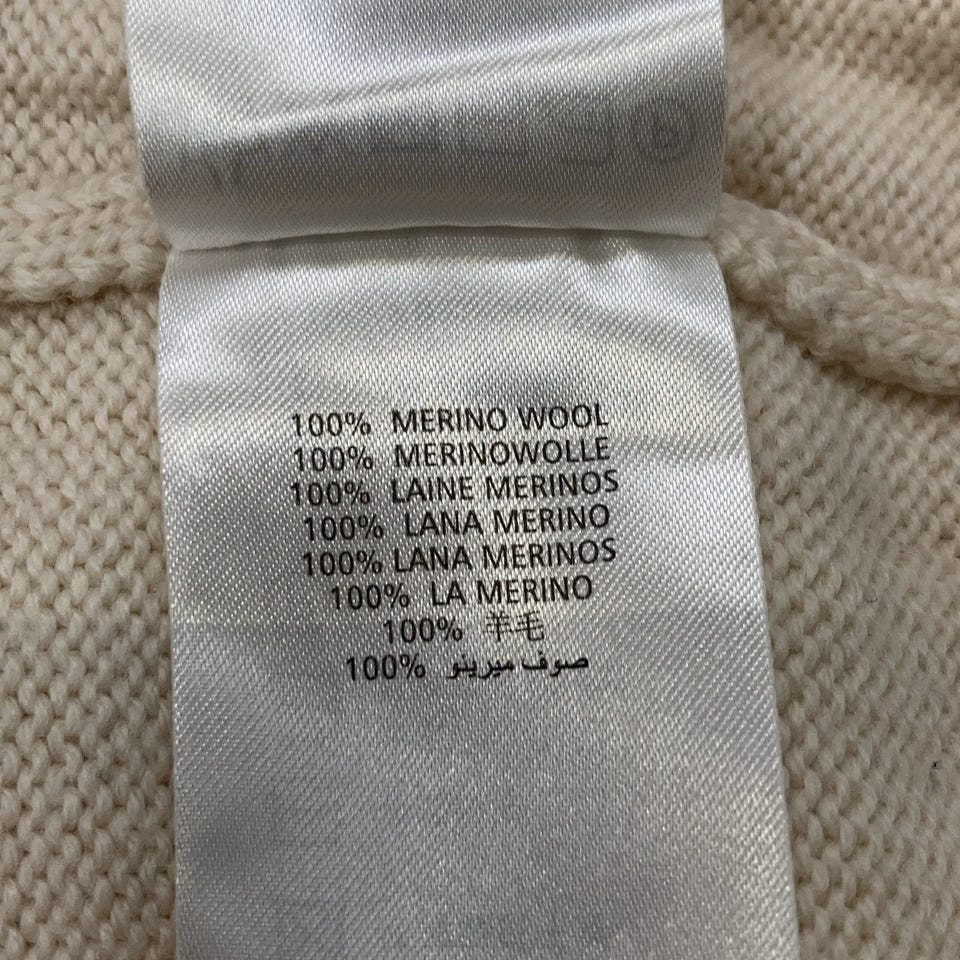 100% MERINO WOOL
100% MERINOWOLLE
100% LAINE MERINOS
100% LANA MERINO
100% LANA MERINOS
100% LA MERINO
100% 羊毛
100% صوف ميرينو